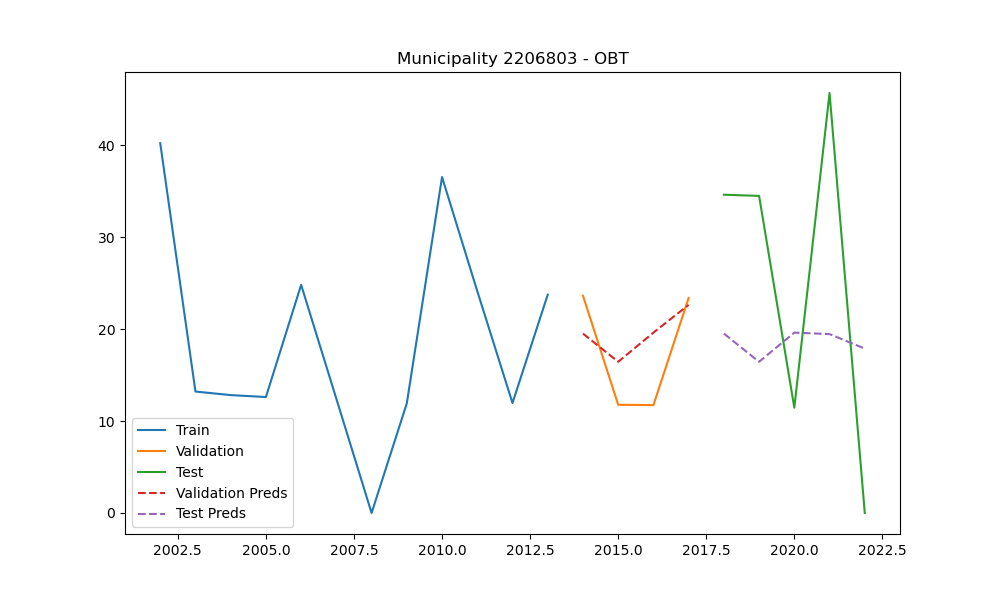 Municipality 2206803 - OBT
40
30
20
10
0
Train
Validation
Test
Validation Preds
Test Preds
2002.5 2005.0 2007.5 2010.0 2012.5 2015.0 2017.5 2020.0 2022.5